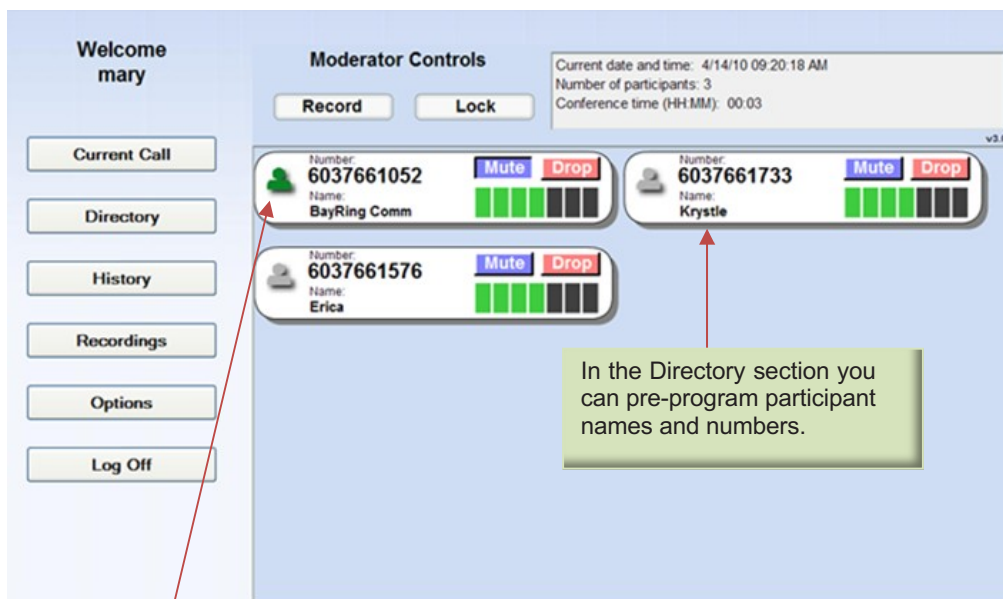 Welcome
mary
Current Call
Directory
History
Recordings
Options
Log Off
Moderator Controls
Record Lock
Current date and time: 4/14/10 09:20:18 AM
Number of participants: 3
Conference time (HH:MM): 00:03
Number:
6037661052
Name:
BayRing Comm
Mute Drop
Number:
6037661733
Name:
Krystle
Mute Drop
Number:
6037661576
Name:
Erica
Mute Drop
In the Directory section you
can pre-program participant
names and numbers.